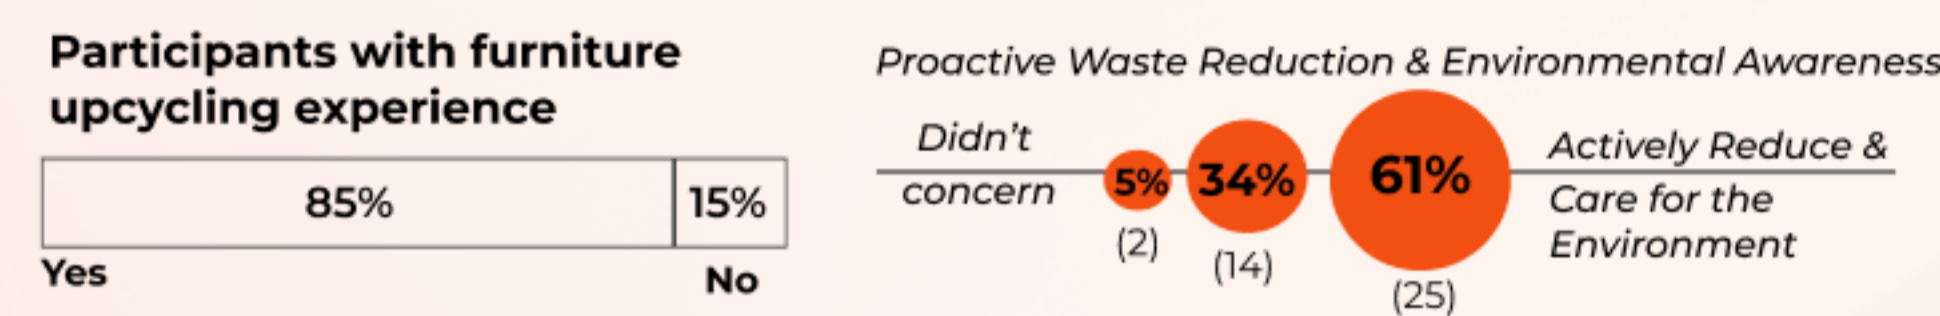 Participants with furniture
upcycling experience
85%
15%
Yes
No
Proactive Waste Reduction & Environmental Awareness
Didn't
concern
5%
34%
61%
(2)
(14)
(25)
Actively Reduce &
Care for the
Environment